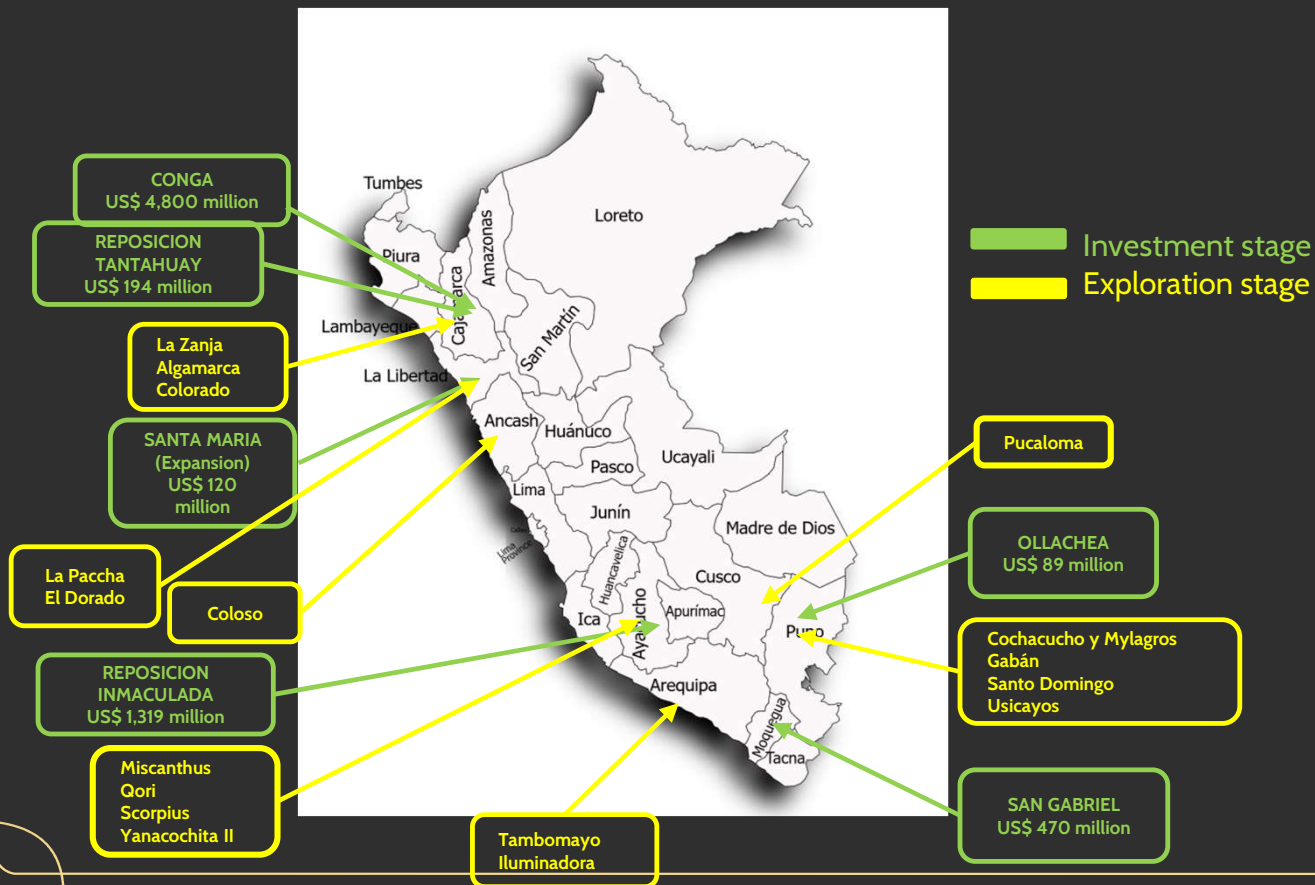 CONGA
US$ 4,800 million
REPOSICION
TANTAHUAY
US$ 194 million
La Zanja
Algamarca
Colorado
SANTA MARIA
(Expansion)
US$ 120
million
La Paccha
El Dorado
Coloso
REPOSICION
INMACULADA
US$ 1,319 million
Miscanthus
Qori
Scorpius
Yanacochita II
Tambomayo
Iluminadora
Tumbes
Piura
Lambayeque
Cajamarca
Amazonas
Loreto
San Martín
La Libertad
Ancash
Huánuco
Pasco
Ucayali
Lima
Junín
Lima
Province
Huancavelica
Madre de Dios
Cusco
Ica
Ayacucho
Apurímac
Puno
Arequipa
Moquegua
Tacna
Investment stage
Exploration stage
Pucaloma
OLLACHEA
US$ 89 million
Cochacucho y Mylagros
Gabán
Santo Domingo
Usicayos
SAN GABRIEL
US$ 470 million